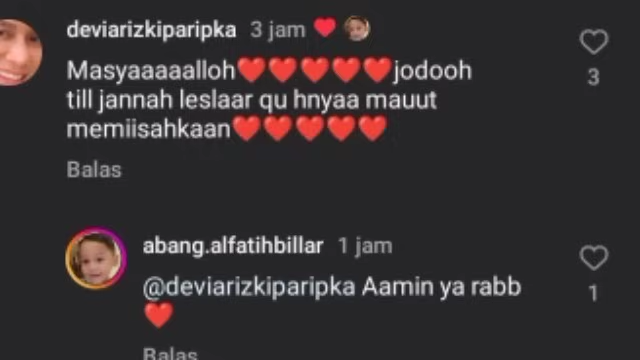 deviarizkiparipka 3 jam ❤️
Masyaaaaalloh❤️❤️❤️❤️❤️jodooh
till jannah leslaar qu hnyaa mauut
memiisahkaan❤️❤️❤️❤️❤️
3
Balas
abang.alfatihbillar 1 jam
@deviarizkiparipka Aamin ya rabb
❤️
1
Balas